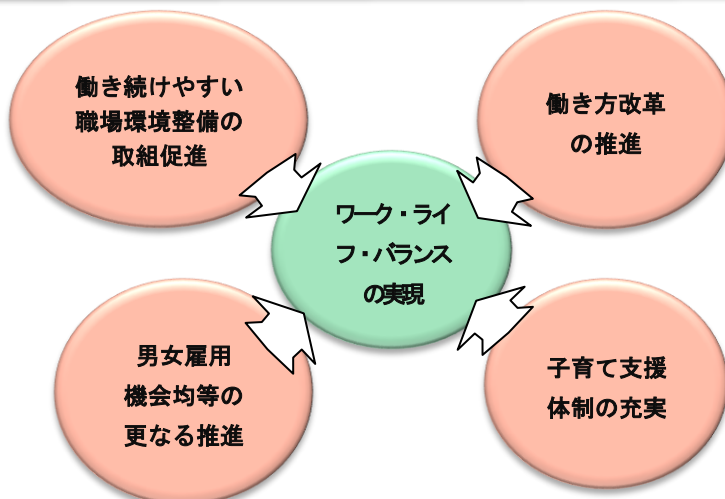 働き続けやすい
職場環境整備の
取組促進
働き方改革
の推進
ワーク・ライ
フ・バランス
の実現
男女雇用
機会均等の
更なる推進
子育て支援
体制の充実